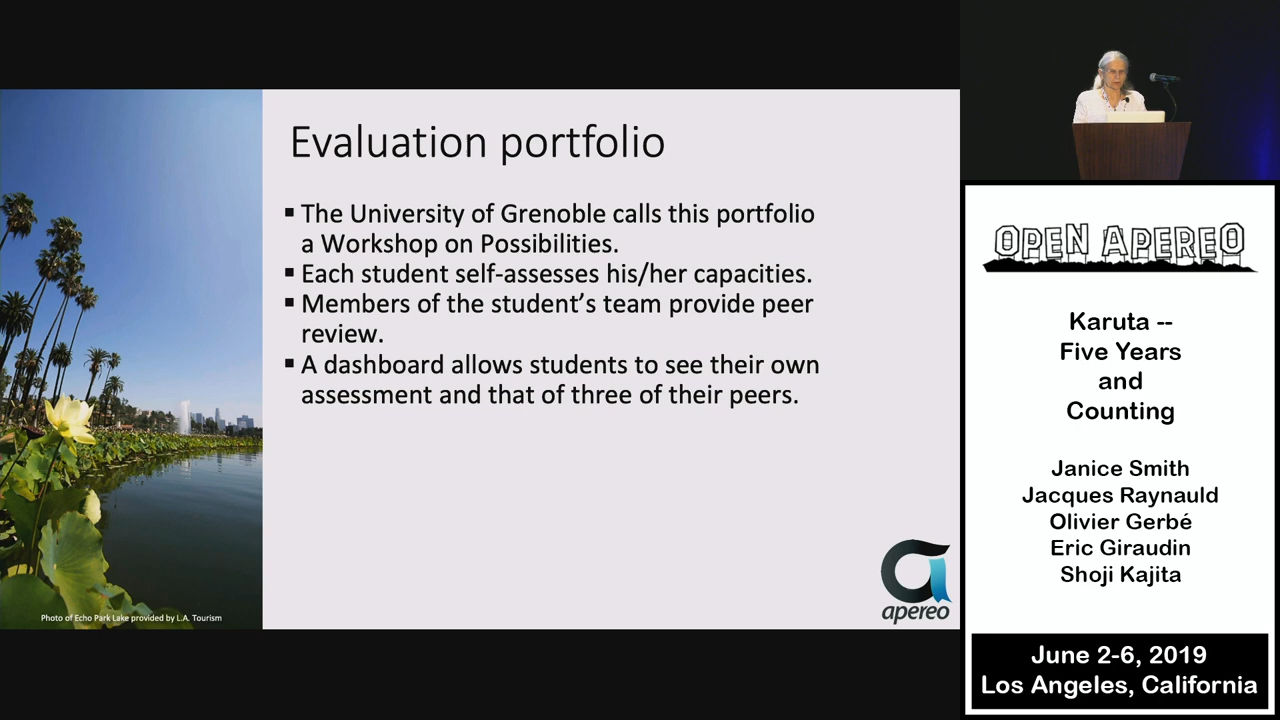 Evaluation portfolio
▪ The University of Grenoble calls this portfolio
a Workshop on Possibilities.
▪ Each student self-assesses his/her capacities.
▪ Members of the student's team provide peer
review.
▪ A dashboard allows students to see their own
assessment and that of three of their peers.
Photo of Echo Park Lake provided by L.A. Tourism
apereo
OPEN APEREO
Karuta --
Five Years
and
Counting
Janice Smith
Jacques Raynauld
Olivier Gerbé
Eric Giraudin
Shoji Kajita
June 2-6, 2019
Los Angeles, California